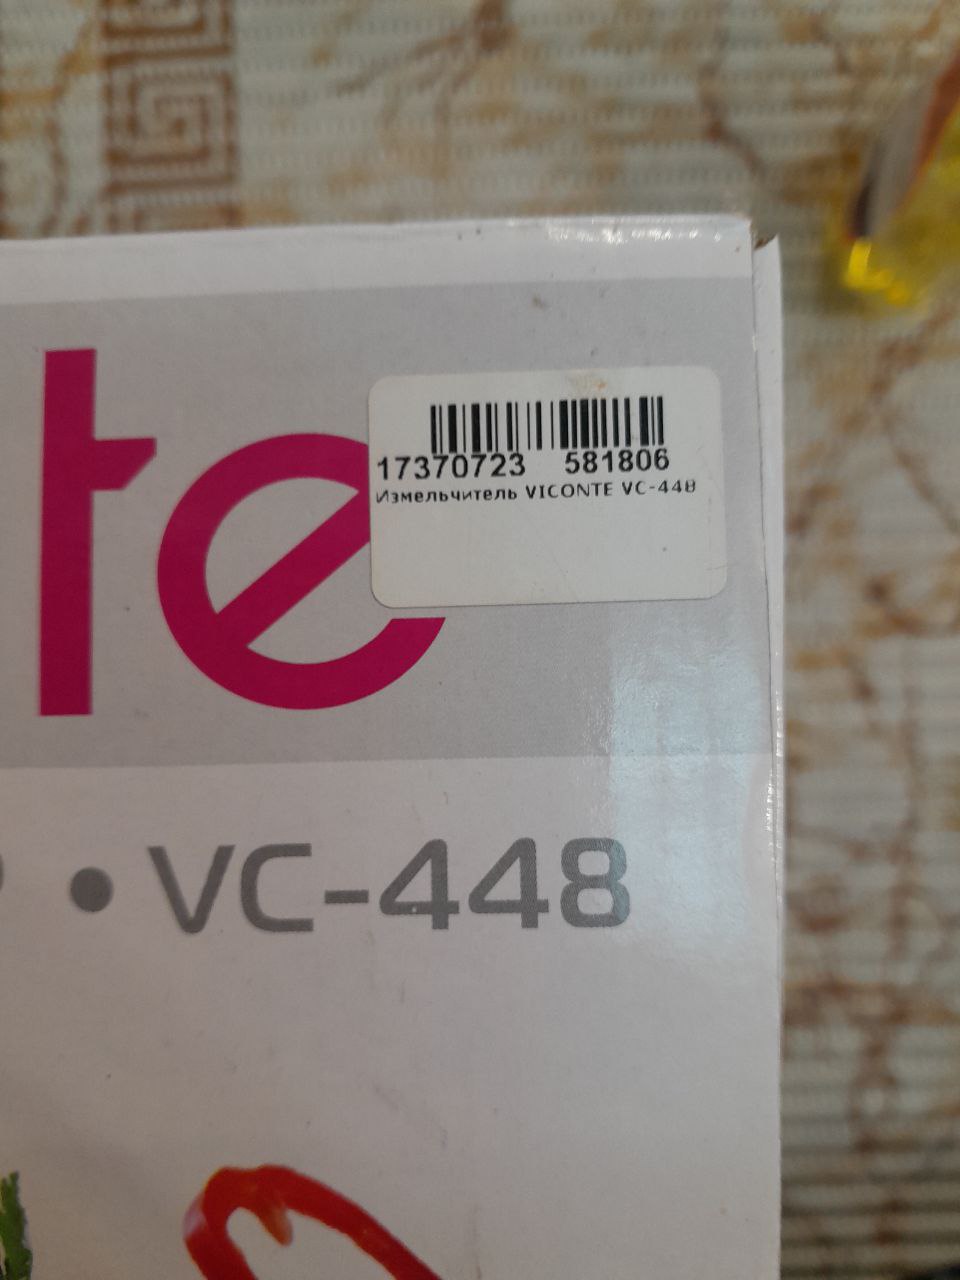 te
17370723 581806
Измельчитель VICONTE VC-448
• VC-448